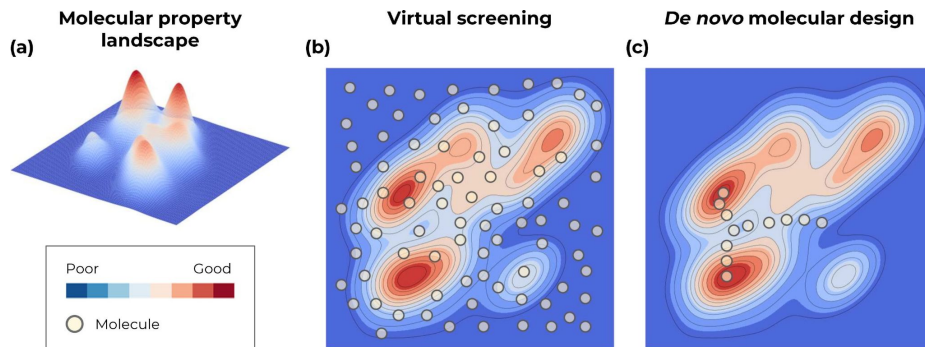 Molecular property
landscape
Virtual screening
De novo molecular design
(a)
(b)
(c)
Poor
Good
Molecule